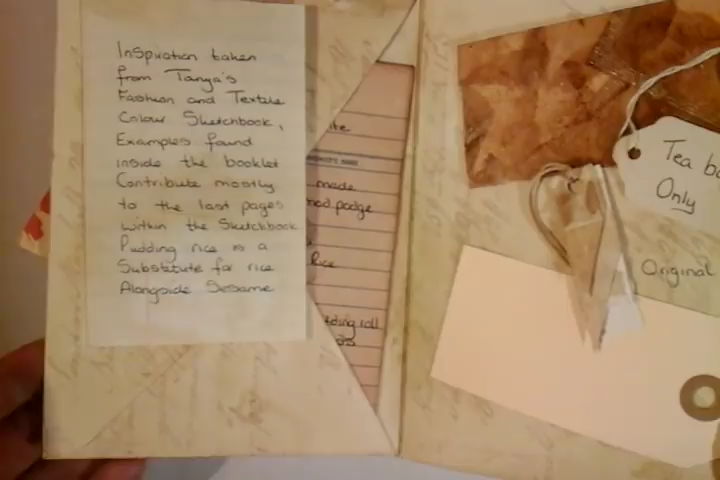 Inspiration taken
from Tanya's
Fashion and Textile
Colour Sketchbook,
Examples found
inside the booklet
Contribute mostly
to the last pages
within the Sketchbook
Pudding rice is a
Substitute for rice
Alongside Sesame
made
podge
Rice
roll
Tea
Only
Original